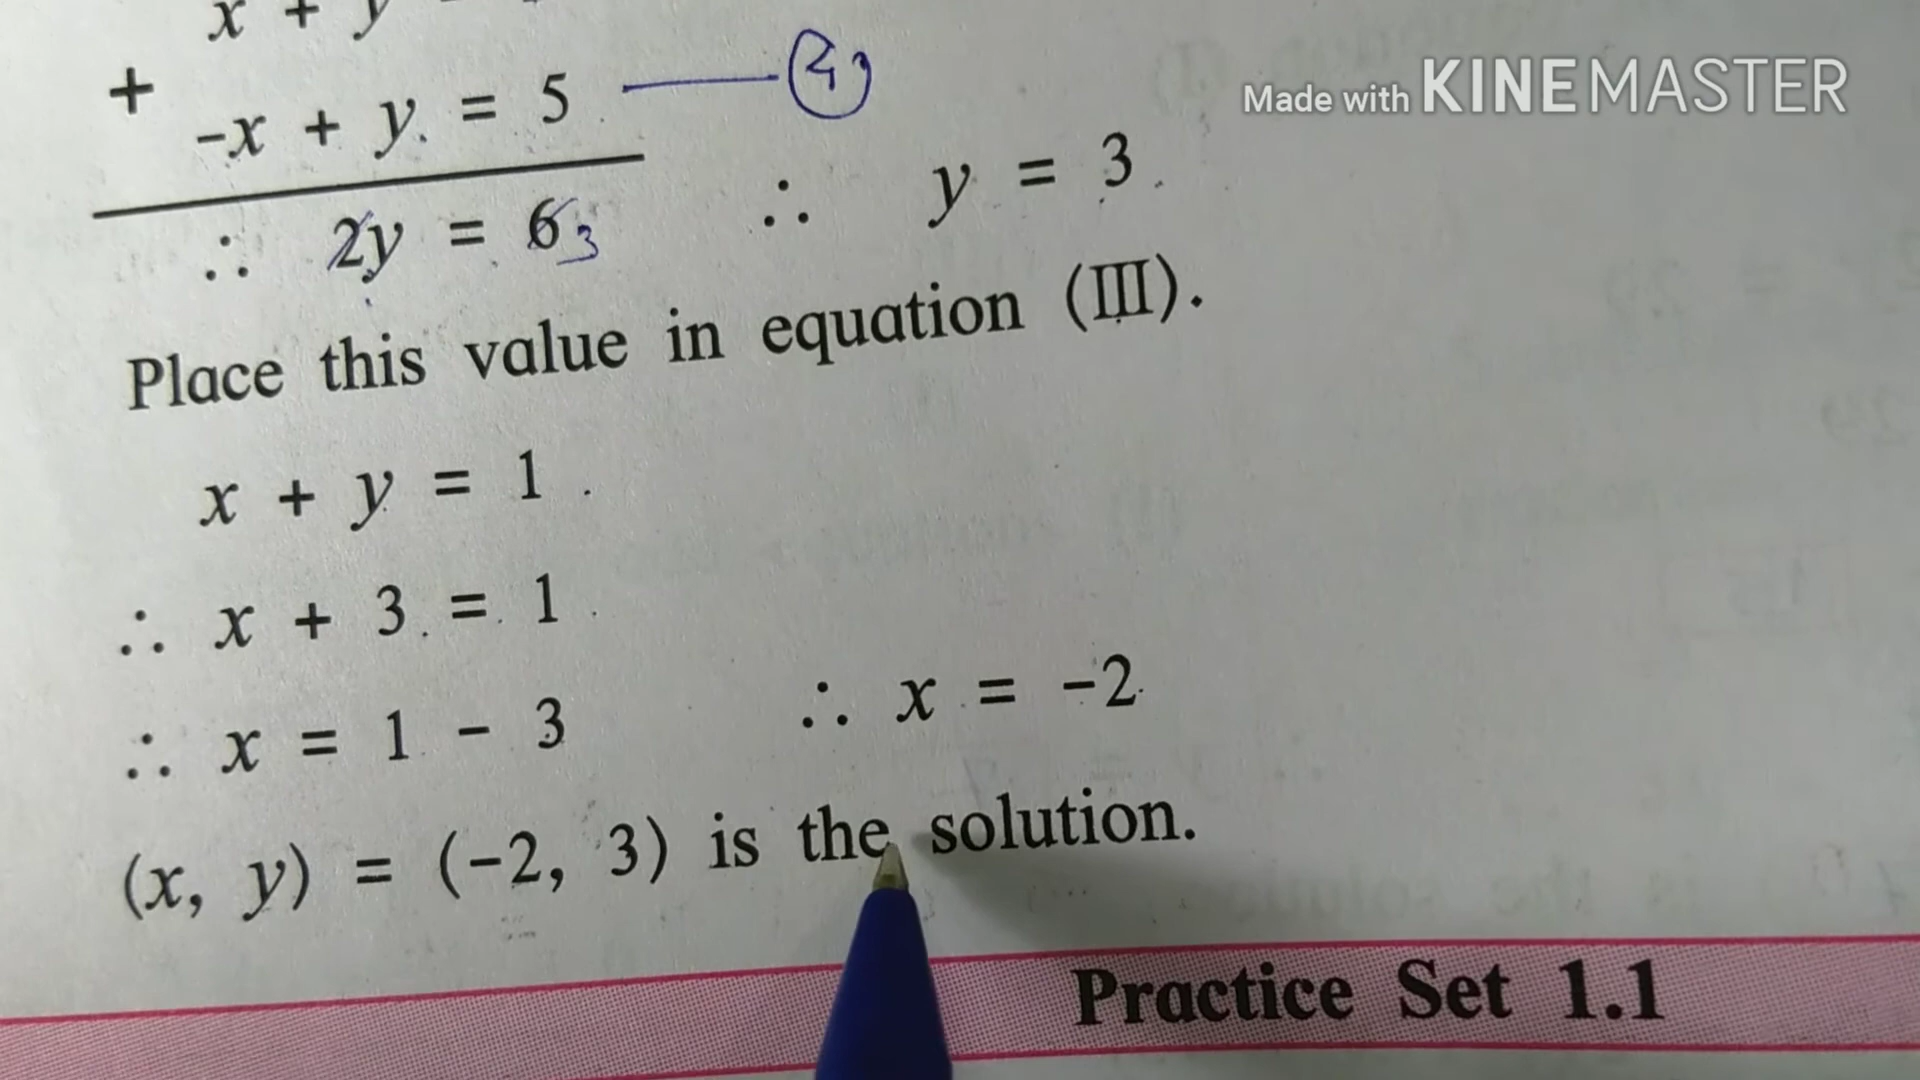 x + y
+ -x + y = 5 —— (4)
∴ 2y = 6 3 ∴ y = 3
Made with KINEMASTER
Place this value in equation (III).
x + y = 1
∴ x + 3 = 1
∴ x = 1 - 3 ∴ x = -2
(x, y) = (-2, 3) is the solution.
Practice Set 1.1